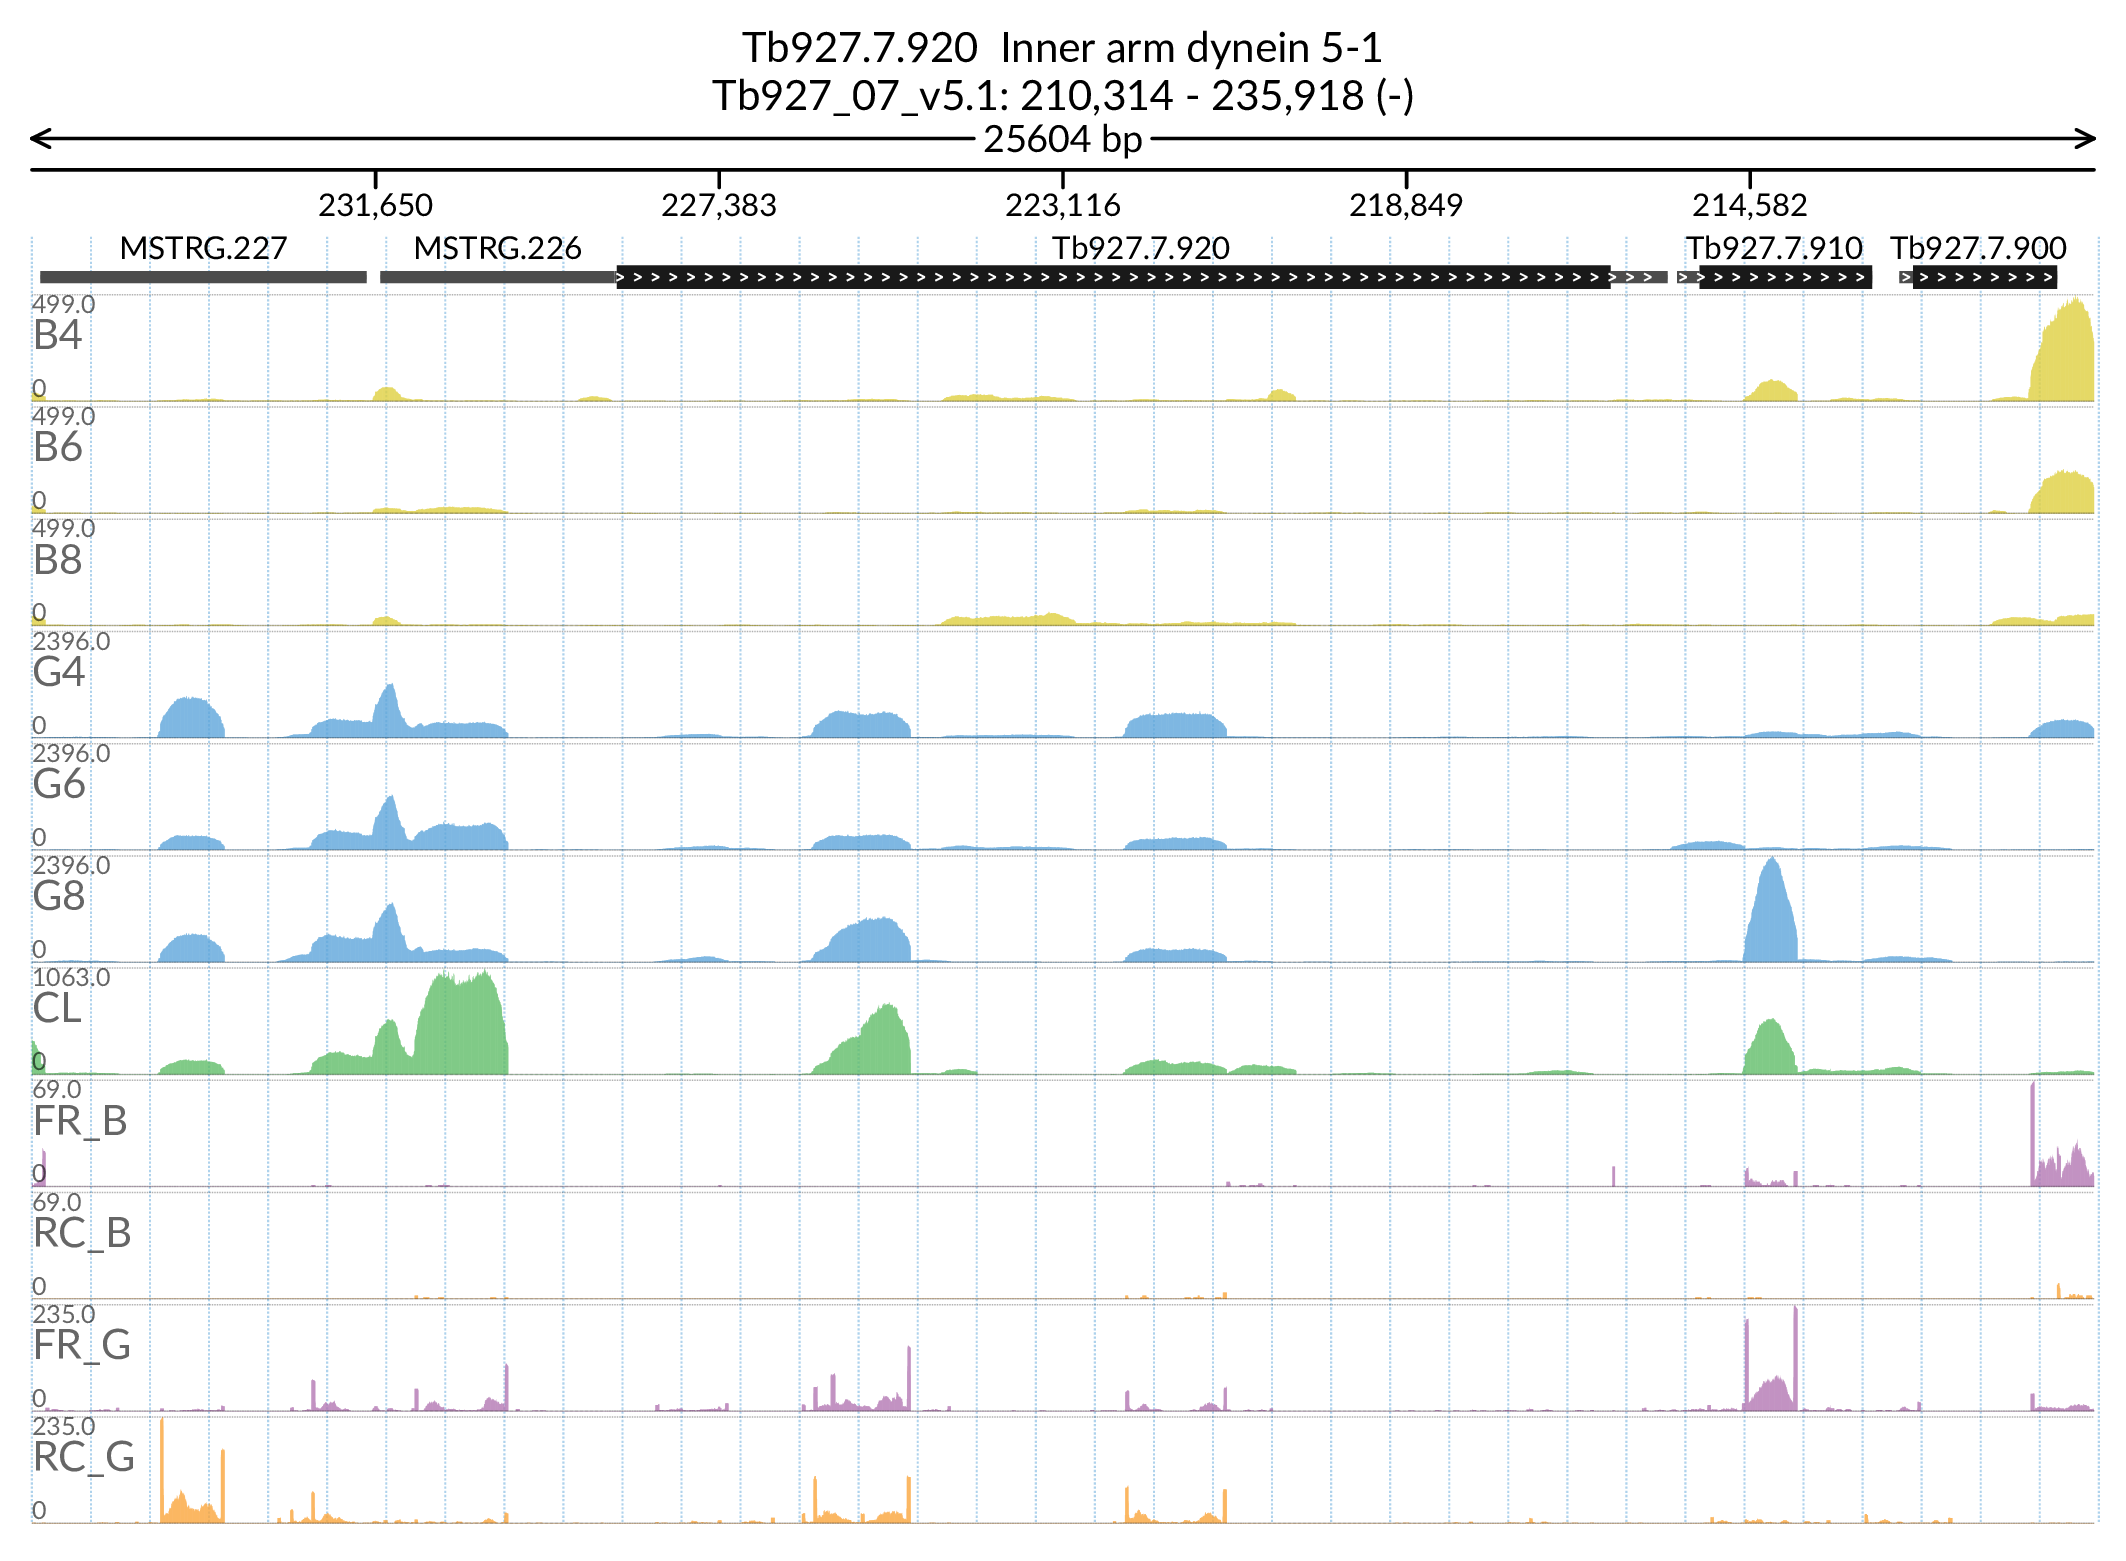 Tb927.7.920  Inner arm dynein 5-1
Tb927_07_v5.1: 210,314 - 235,918 (-)
25604 bp
231,650 227,383 223,116 218,849 214,582
MSTRG.227 MSTRG.226 Tb927.7.920 Tb927.7.910 Tb927.7.900
499.0
B4
0
499.0
B6
0
499.0
B8
0
2396.0
G4
0
2396.0
G6
0
2396.0
G8
0
1063.0
CL
0
69.0
FR_B
0
69.0
RC_B
0
235.0
FR_G
0
235.0
RC_G
0